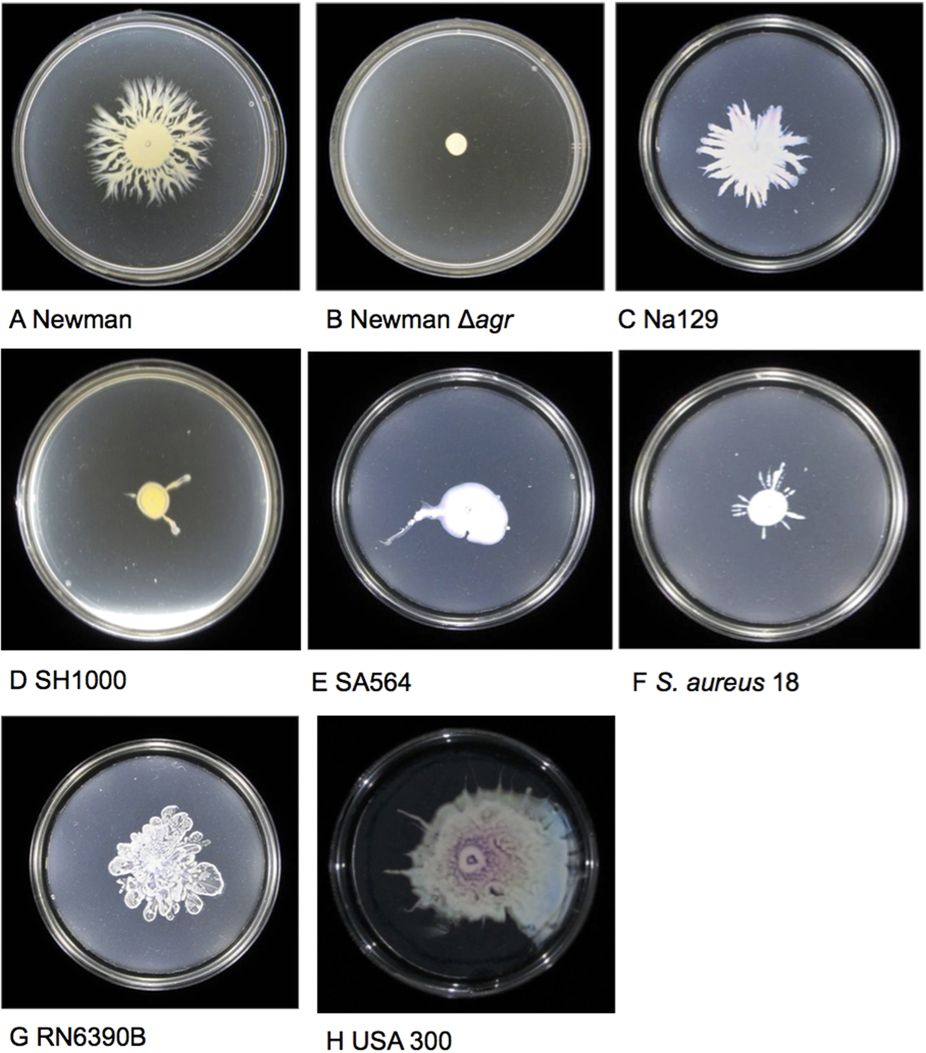 A Newman
B Newman Δagr
C Na129
D SH1000
E SA564
F S. aureus 18
G RN6390B
H USA 300